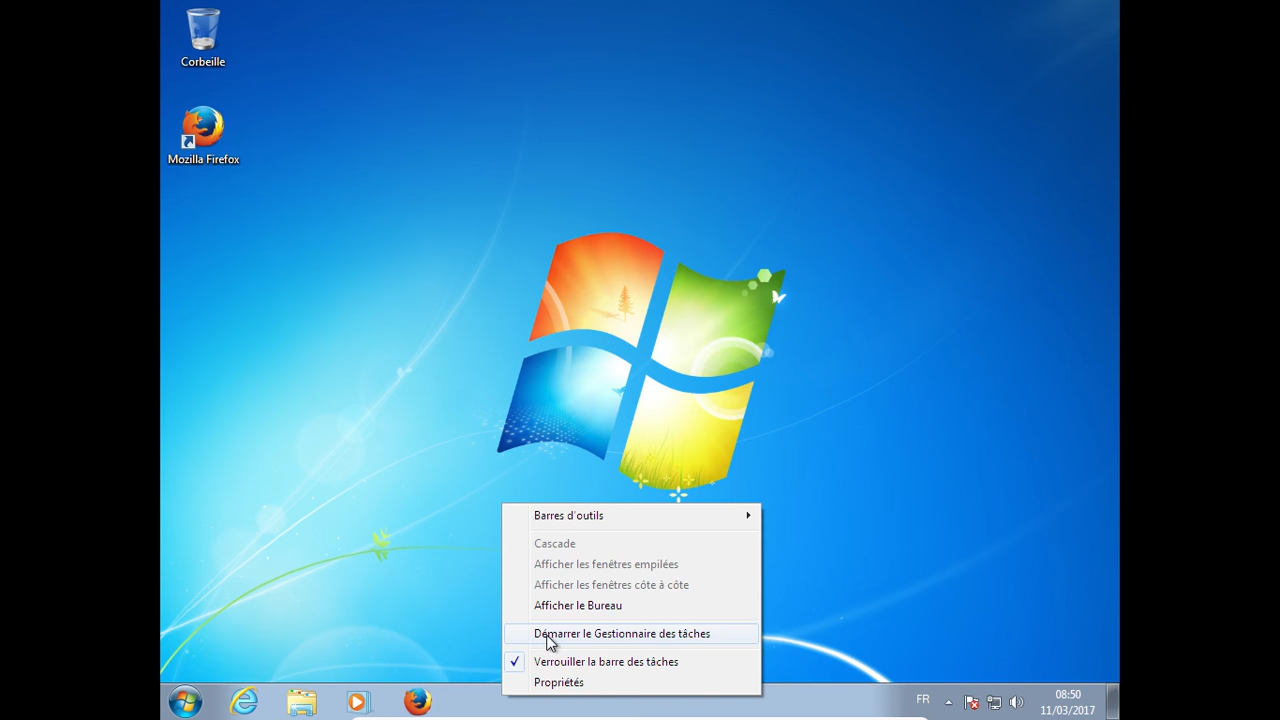 Corbeille
Mozilla Firefox
Barres d'outils
Cascade
Afficher les fenêtres empilées
Afficher les fenêtres côte à côte
Afficher le Bureau
Démarrer le Gestionnaire des tâches
Verrouiller la barre des tâches
Propriétés
FR
08:50
11/03/2017